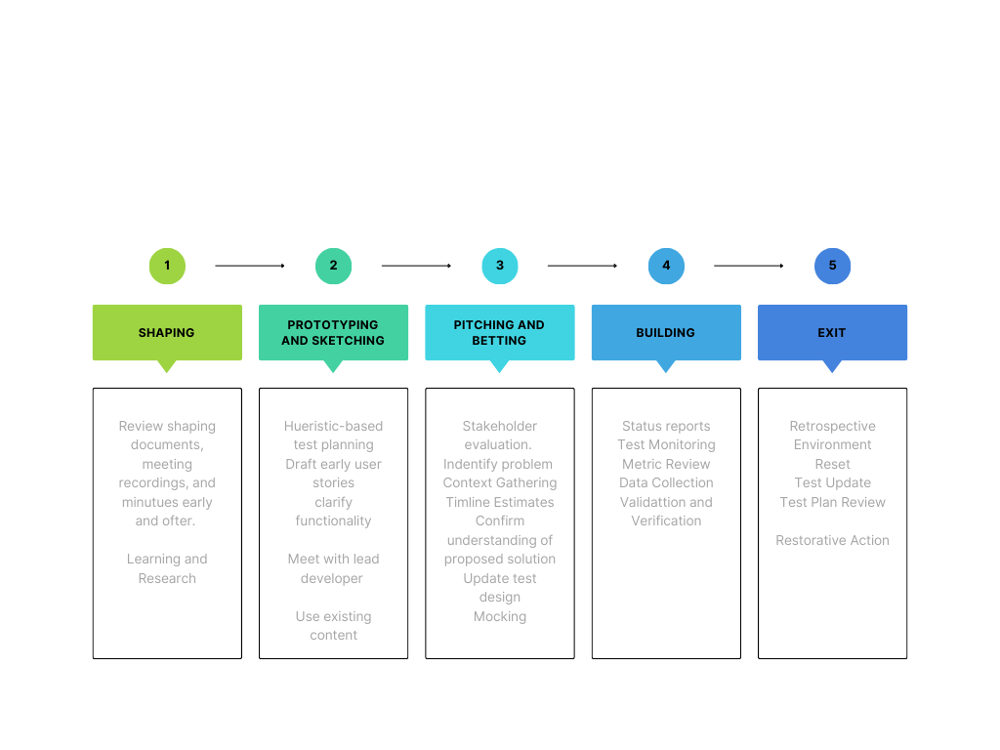 1
2
3
4
5
SHAPING
PROTOTYPING
AND SKETCHING
PITCHING AND
BETTING
BUILDING
EXIT
Review shaping
documents,
meeting
recordings, and
minutues early
and ofter.
Learning and
Research
Hueristic-based
test planning
Draft early user
stories
clarify
functionality
Meet with lead
developer
Use existing
content
Stakeholder
evaluation.
Indentify problem
Context Gathering
Timline Estimates
Confirm
understanding of
proposed solution
Update test
design
Mocking
Status reports
Test Monitoring
Metric Review
Data Collection
Validattion and
Verification
Retrospective
Environment
Reset
Test Update
Test Plan Review
Restorative Action